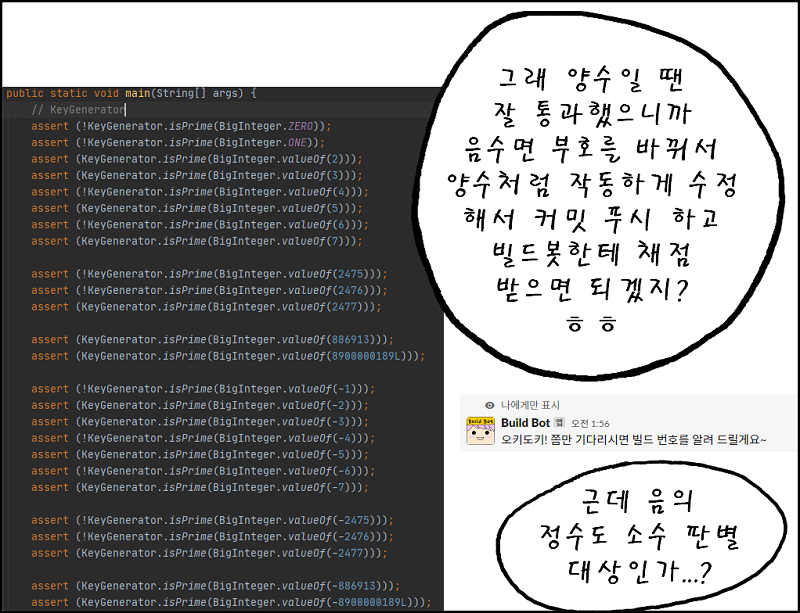 public static void main(String[] args) {
// KeyGenerator
assert (!KeyGenerator.isPrime(BigInteger.ZERO));
assert (!KeyGenerator.isPrime(BigInteger.ONE));
assert (KeyGenerator.isPrime(BigInteger.valueOf(2)));
assert (KeyGenerator.isPrime(BigInteger.valueOf(3)));
assert (!KeyGenerator.isPrime(BigInteger.valueOf(4)));
assert (KeyGenerator.isPrime(BigInteger.valueOf(5)));
assert (!KeyGenerator.isPrime(BigInteger.valueOf(6)));
assert (KeyGenerator.isPrime(BigInteger.valueOf(7)));
assert (!KeyGenerator.isPrime(BigInteger.valueOf(2475)));
assert (!KeyGenerator.isPrime(BigInteger.valueOf(2476)));
assert (KeyGenerator.isPrime(BigInteger.valueOf(2477)));
assert (KeyGenerator.isPrime(BigInteger.valueOf(886913)));
assert (KeyGenerator.isPrime(BigInteger.valueOf(8900000189L)));
assert (!KeyGenerator.isPrime(BigInteger.valueOf(-1)));
assert (KeyGenerator.isPrime(BigInteger.valueOf(-2)));
assert (KeyGenerator.isPrime(BigInteger.valueOf(-3)));
assert (!KeyGenerator.isPrime(BigInteger.valueOf(-4)));
assert (KeyGenerator.isPrime(BigInteger.valueOf(-5)));
assert (!KeyGenerator.isPrime(BigInteger.valueOf(-6)));
assert (KeyGenerator.isPrime(BigInteger.valueOf(-7)));
assert (!KeyGenerator.isPrime(BigInteger.valueOf(-2475)));
assert (!KeyGenerator.isPrime(BigInteger.valueOf(-2476)));
assert (KeyGenerator.isPrime(BigInteger.valueOf(-2477)));
assert (KeyGenerator.isPrime(BigInteger.valueOf(-886913)));
assert (KeyGenerator.isPrime(BigInteger.valueOf(-8900000189L)));
그래 양수일 땐
잘 통과했으니까
음수면 부호를 바꿔서
양수처럼 작동하게 수정
해서 커밋 푸시 하고
빌드봇한테 채점
받으면 되겠지?
ㅎㅎ
나에게만 표시
Build Bot
Build Bot 앱 오전 1:56
오키도키! 쫌만 기다리시면 빌드 번호를 알려 드릴게요~
근데 음의
정수도 소수 판별
대상인가...?